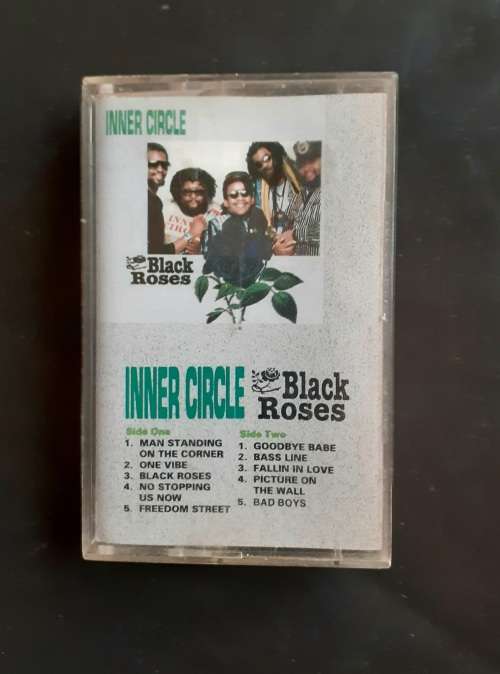 INNER CIRCLE
Black
Roses
INNER CIRCLE Black
Roses
Side One
1. MAN STANDING
ON THE CORNER
2. ONE VIBE
3. BLACK ROSES
4. NO STOPPING
US NOW
5. FREEDOM STREET
Side Two
1. GOODBYE BABE
2. BASS LINE
3. FALLIN IN LOVE
4. PICTURE ON
THE WALL
5. BAD BOYS